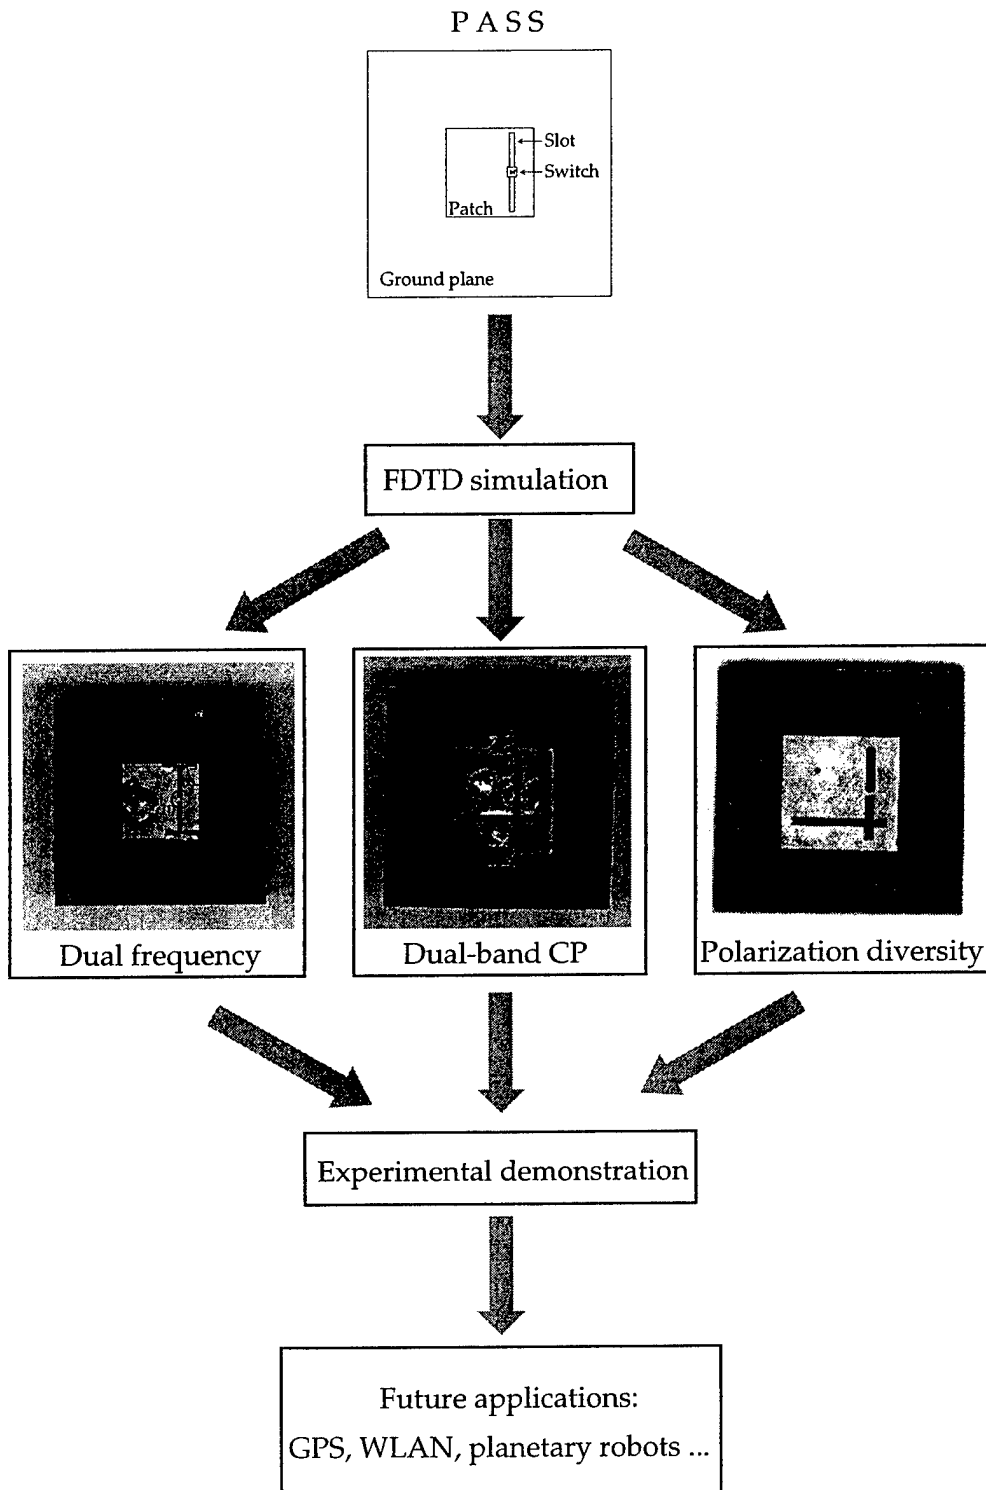 P A S S
Slot
Switch
Patch
Ground plane
FDTD simulation
Dual frequency
Dual-band CP
Polarization diversity
Experimental demonstration
Future applications:
GPS, WLAN, planetary robots ...